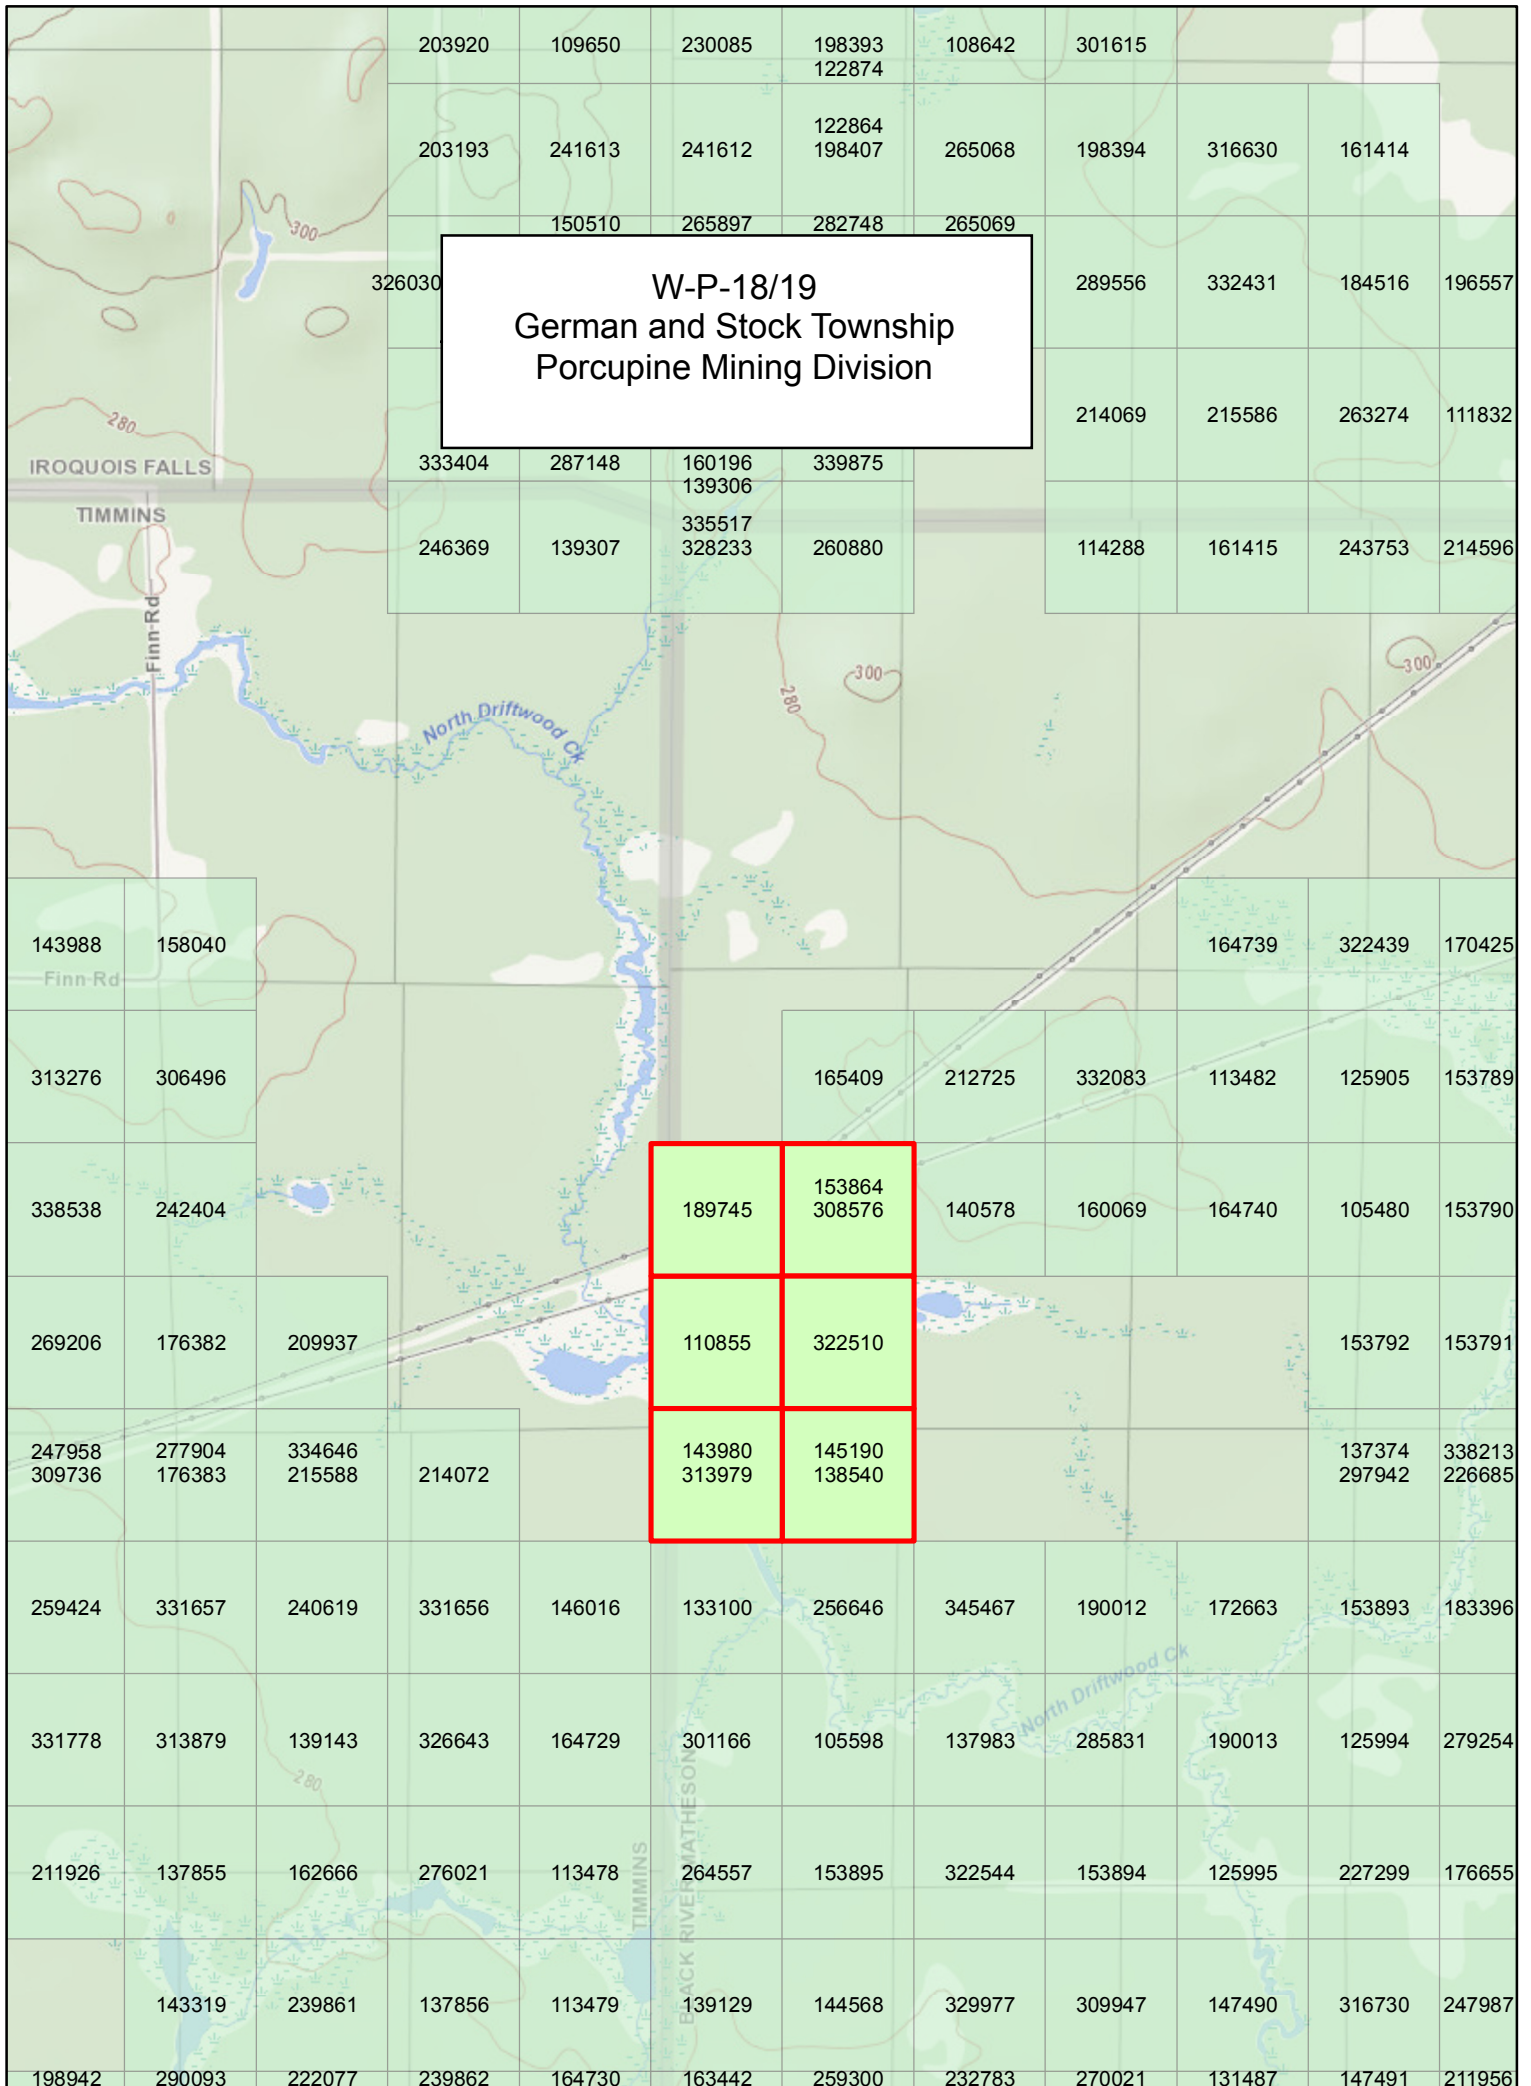 203920 109650 230085 198393 108642 301615
122874
122864
203193 241613 241612 198407 265068 198394 316630 161414
150510 265897 282748 265069
300
326030 289556 332431 184516 196557
W-P-18/19
German and Stock Township
Porcupine Mining Division
280
214069 215586 263274 111832
IROQUOIS FALLS
333404 287148 160196 339875
139306
TIMMINS
335517
246369 139307 328233 260880 114288 161415 243753 214596
Finn Rd
300
300
280
North Driftwood Ck
143988 158040 164739 322439 170425
Finn Rd
313276 306496 165409 212725 332083 113482 125905 153789
153864
338538 242404 189745 308576 140578 160069 164740 105480 153790
269206 176382 209937 110855 322510 153792 153791
247958 277904 334646 143980 145190 137374 338213
309736 176383 215588 214072 313979 138540 297942 226685
259424 331657 240619 331656 146016 133100 256646 345467 190012 172663 153893 183396
North Driftwood Ck
331778 313879 139143 326643 164729 301166 105598 137983 285831 190013 125994 279254
280
211926 137855 162666 276021 113478 264557 153895 322544 153894 125995 227299 176655
TIMMINS
BLACK RIVER-MATHESON
143319 239861 137856 113479 139129 144568 329977 309947 147490 316730 247987
198942 290093 222077 239862 164730 163442 259300 232783 270021 131487 147491 211956